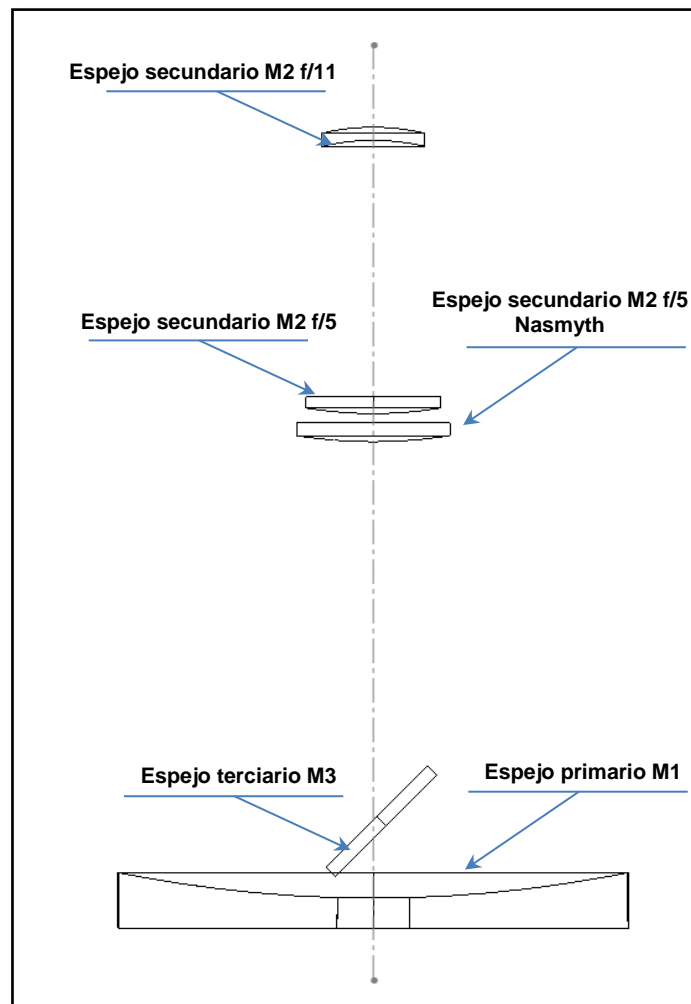 Espejo secundario M2 f/11
Espejo secundario M2 f/5
Nasmyth
Espejo secundario M2 f/5
Espejo terciario M3
Espejo primario M1